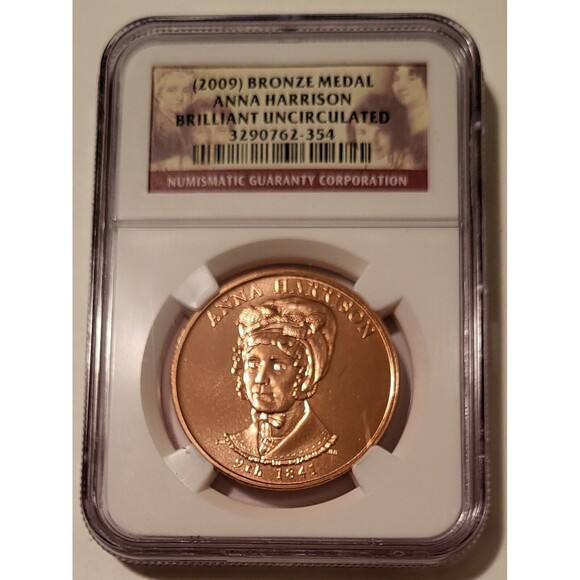 (2009) BRONZE MEDAL
ANNA HARRISON
BRILLIANT UNCIRCULATED
3290762-354
NUMISMATIC GUARANTY CORPORATION
ANNA HARRISON
9th 1841